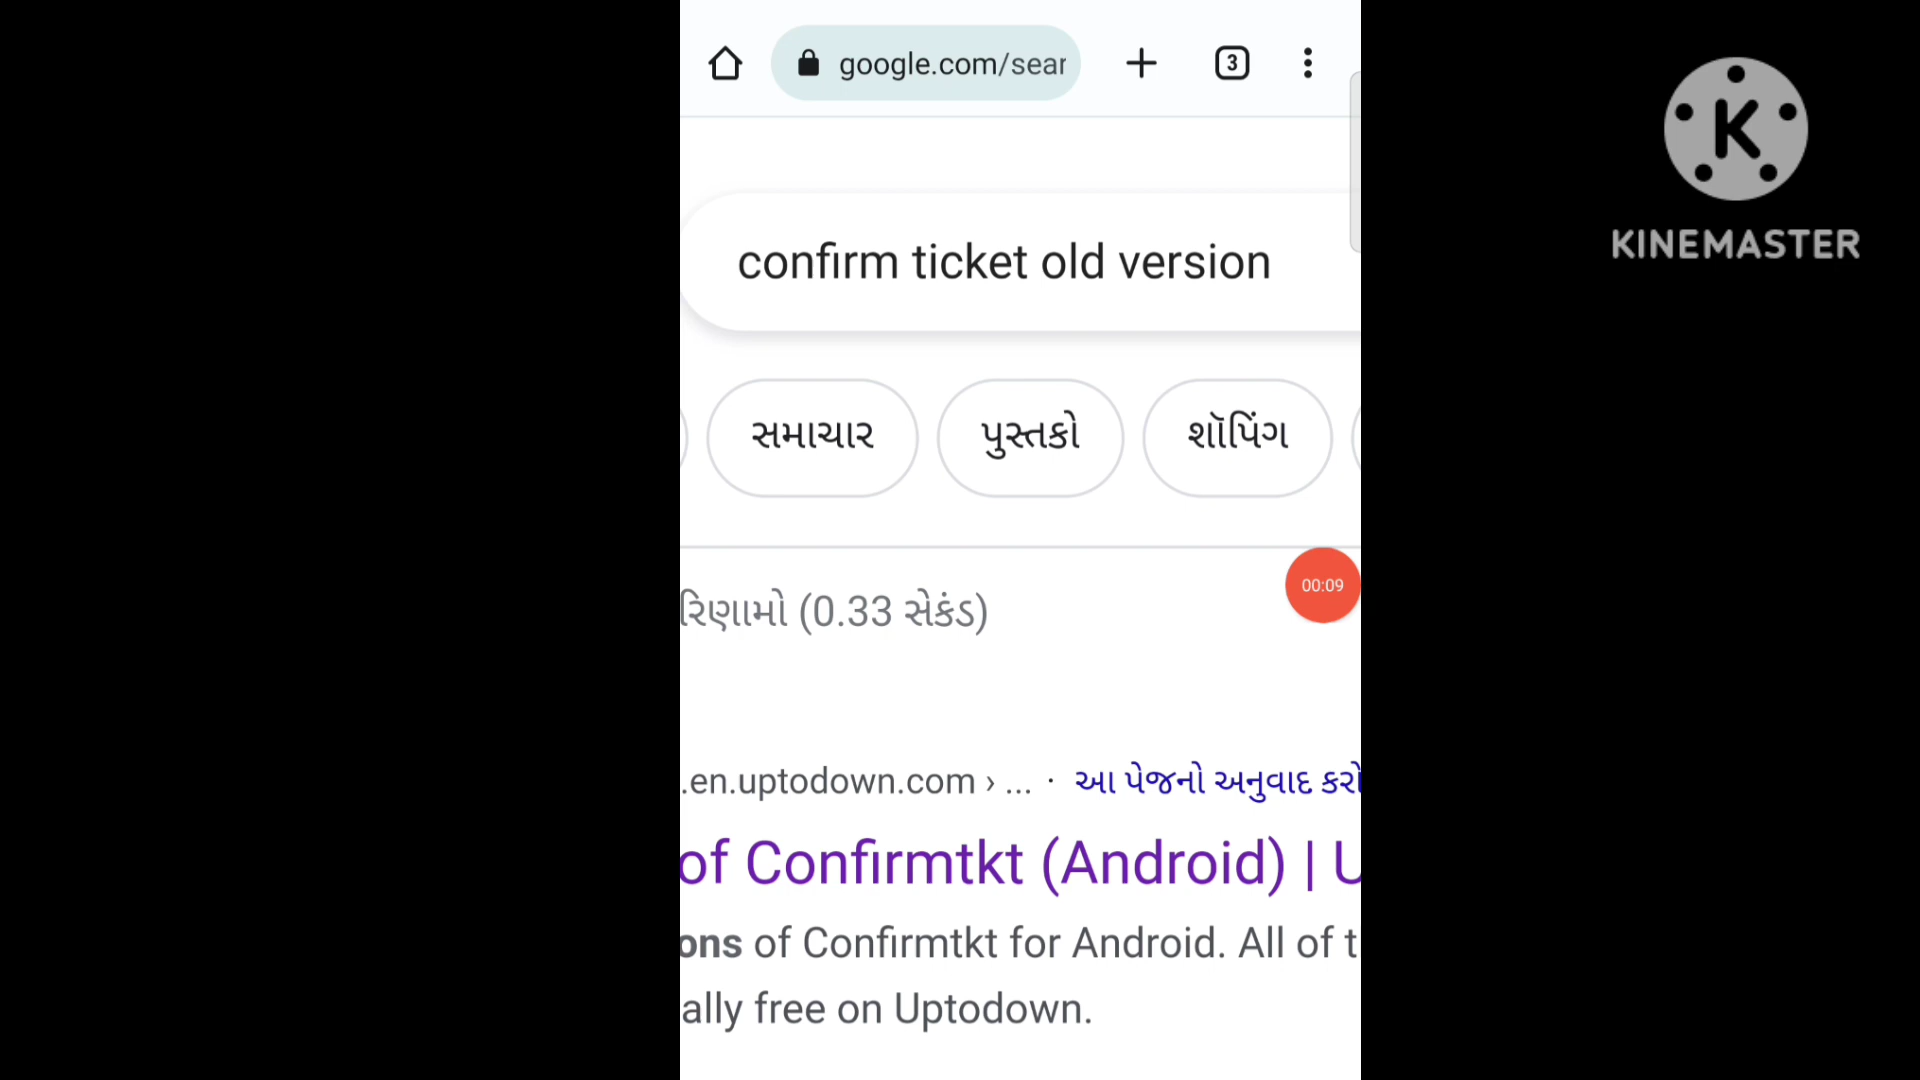 google.com/sear
3
K
KINEMASTER
confirm ticket old version
સમાચાર
પુસ્તકો
શૉપિંગ
00:09
રિણામો (0.33 સેકંડ)
.en.uptodown.com › ... · આ પેજનો અનુવાદ કરો
of Confirmtkt (Android) | U
ons of Confirmtkt for Android. All of t
ally free on Uptodown.